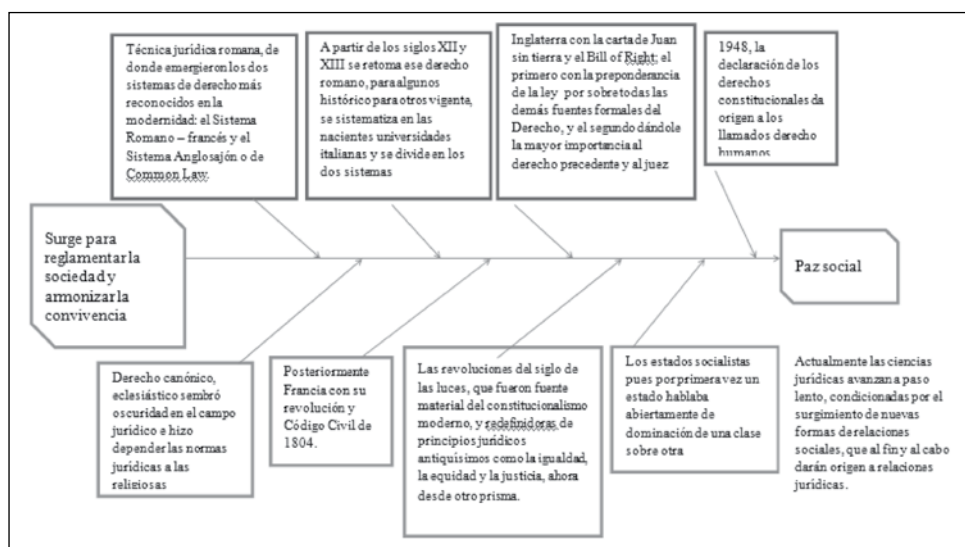 Técnica jurídica romana, de
donde emergieron los dos
sistemas de derecho más
reconocidos en la
modernidad: el Sistema
Romano – francés y el
Sistema Anglosajón o de
Common Law.
A partir de los siglos XII y
XIII se retoma ese derecho
romano, para algunos
histórico para otros vigente,
se sistematiza en las
nacientes universidades
italianas y se divide en los
dos sistemas
Inglaterra con la carta de Juan
sin tierra y el Bill of Right; el
primero con la preponderancia
de la ley por sobre todas las
demás fuentes formales del
Derecho, y el segundo dándole
la mayor importancia al
derecho precedente y al juez
1948, la
declaración de los
derechos
constitucionales da
origen a los
llamados derecho
humanos
Surge para
reglamentar la
sociedad y
armonizar la
convivencia
Paz social
Derecho canónico,
eclesiástico sembró
oscuridad en el campo
jurídico e hizo
depender las normas
jurídicas a las
religiosas
Posteriormente
Francia con su
revolución y
Código Civil de
1804.
Las revoluciones del siglo de
las luces, que fueron fuente
material del constitucionalismo
moderno, y redefinidoras de
principios jurídicos
antiquísimos como la igualdad,
la equidad y la justicia, ahora
desde otro prisma.
Los estados socialistas
pues por primera vez un
estado hablaba
abiertamente de
dominación de una clase
sobre otra
Actualmente las ciencias
jurídicas avanzan a paso
lento, condicionadas por el
surgimiento de nuevas
formas de relaciones
sociales, que al fin y al cabo
darán origen a relaciones
jurídicas.